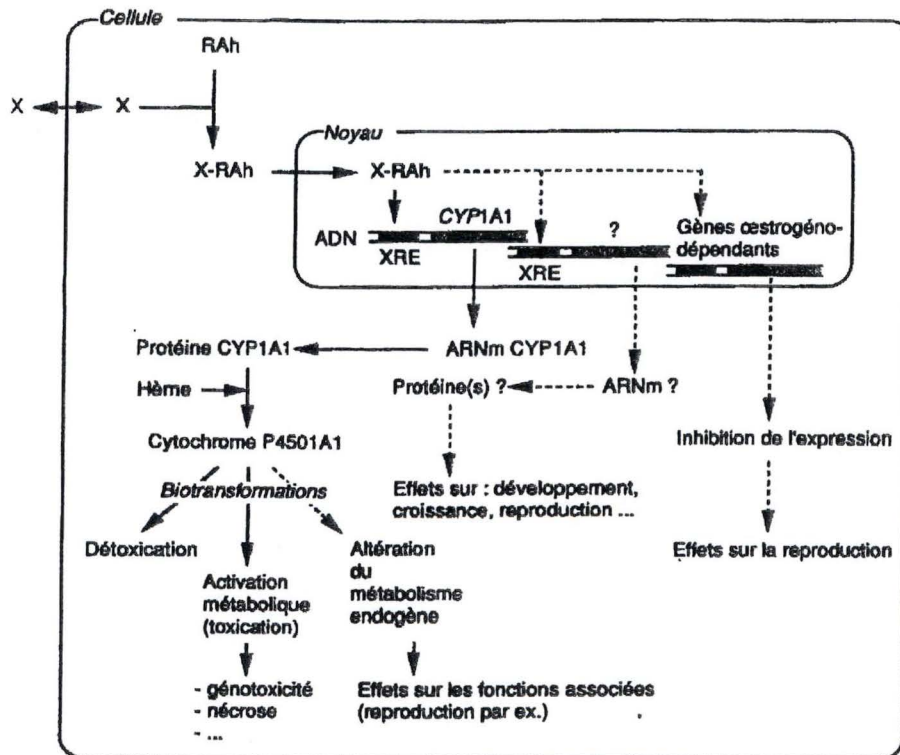 Cellule
RAh
X X
Noyau
X-RAh X-RAh
CYP1A1 ? Gènes œstrogéno-
ADN dépendants
XRE XRE
Protéine CYP1A1 ARNm CYP1A1
Hème Protéine(s) ? ARNm ?
Cytochrome P4501A1 Inhibition de l'expression
Biotransformations
Effets sur : développement,
croissance, reproduction ...
Détoxication Altération Effets sur la reproduction
du
Activation métabolisme
métabolique endogène
(toxication)
- génotoxicité Effets sur les fonctions associées
- nécrose (reproduction par ex.)
- ...